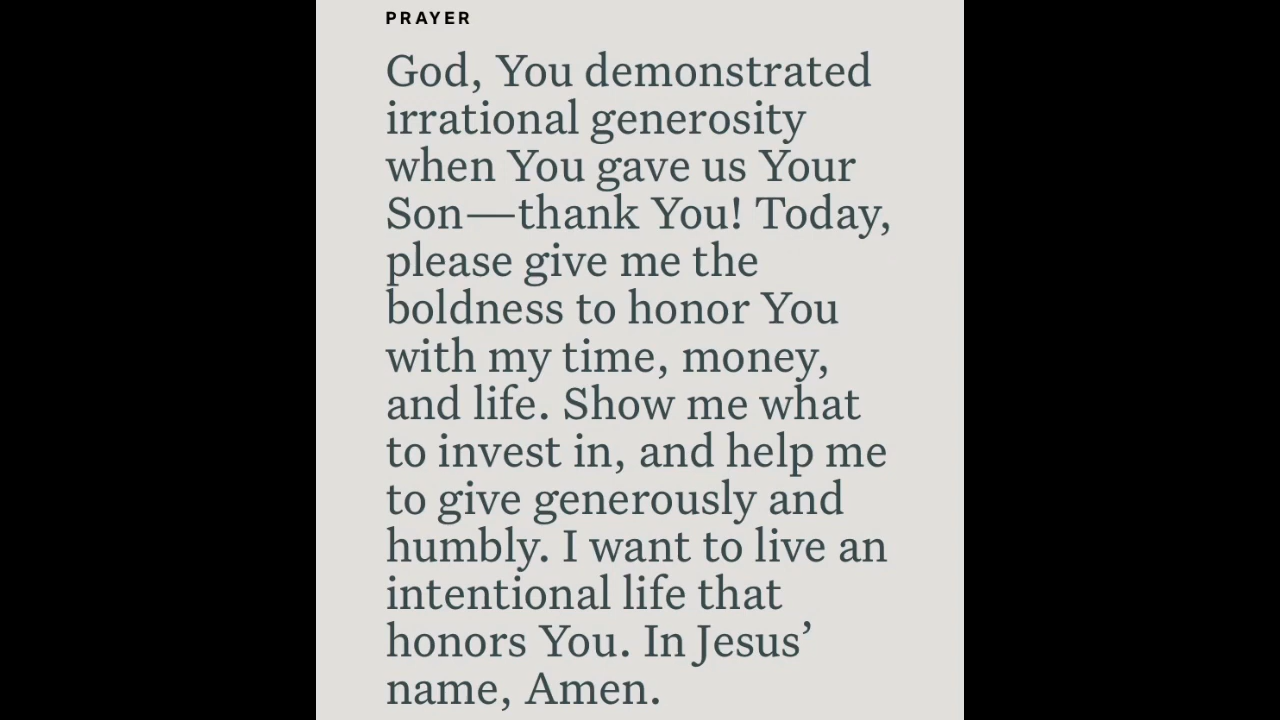 PRAYER
God, You demonstrated
irrational generosity
when You gave us Your
Son—thank You! Today,
please give me the
boldness to honor You
with my time, money,
and life. Show me what
to invest in, and help me
to give generously and
humbly. I want to live an
intentional life that
honors You. In Jesus’
name, Amen.